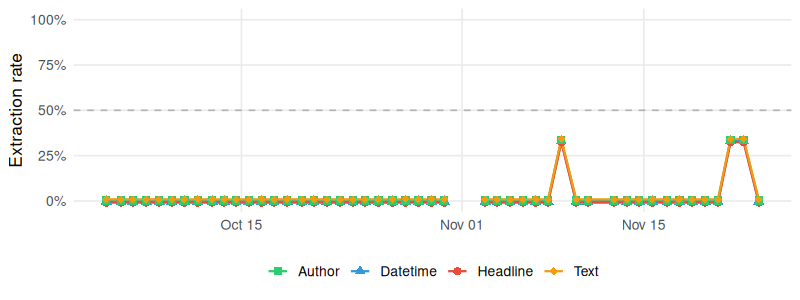 Extraction rate
100%
75%
50%
25%
0%
Oct 15 Nov 01 Nov 15
Author Datetime Headline Text